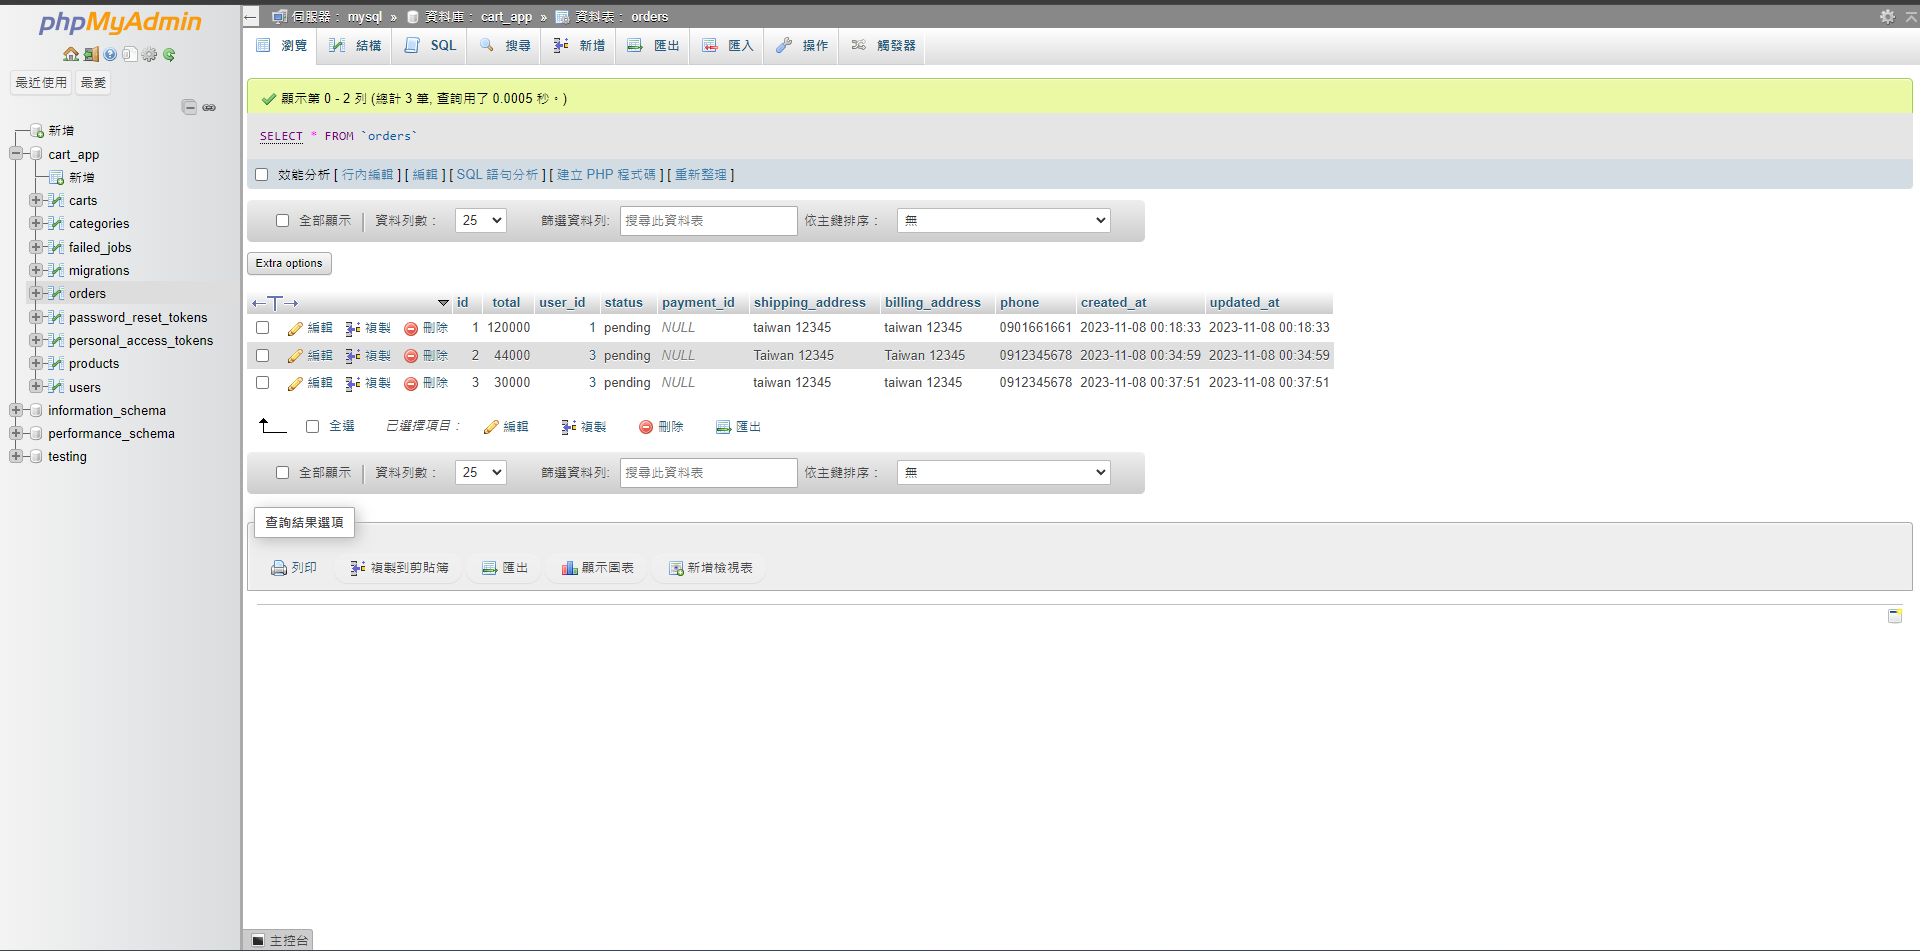 phpMyAdmin
最近使用 最愛
新增
cart_app
新增
carts
categories
failed_jobs
migrations
orders
password_reset_tokens
personal_access_tokens
products
users
information_schema
performance_schema
testing
伺服器： mysql » 資料庫： cart_app » 資料表： orders
瀏覽 結構 SQL 搜尋 新增 匯出 匯入 操作 觸發器
顯示第 0 - 2 列 (總計 3 筆, 查詢用了 0.0005 秒。)
SELECT * FROM `orders`
效能分析 [ 行內編輯 ] [ 編輯 ] [ SQL 語句分析 ] [ 建立 PHP 程式碼 ] [ 重新整理 ]
全部顯示 資料列數： 25 篩選資料列: 搜尋此資料表 依主鍵排序： 無
Extra options
←T→ id total user_id status payment_id shipping_address billing_address phone created_at updated_at
編輯 複製 刪除 1 120000 1 pending NULL taiwan 12345 taiwan 12345 0901661661 2023-11-08 00:18:33 2023-11-08 00:18:33
編輯 複製 刪除 2 44000 3 pending NULL Taiwan 12345 Taiwan 12345 0912345678 2023-11-08 00:34:59 2023-11-08 00:34:59
編輯 複製 刪除 3 30000 3 pending NULL taiwan 12345 taiwan 12345 0912345678 2023-11-08 00:37:51 2023-11-08 00:37:51
全選 已選擇項目： 編輯 複製 刪除 匯出
全部顯示 資料列數： 25 篩選資料列: 搜尋此資料表 依主鍵排序： 無
查詢結果選項
列印 複製到剪貼簿 匯出 顯示圖表 新增檢視表
主控台